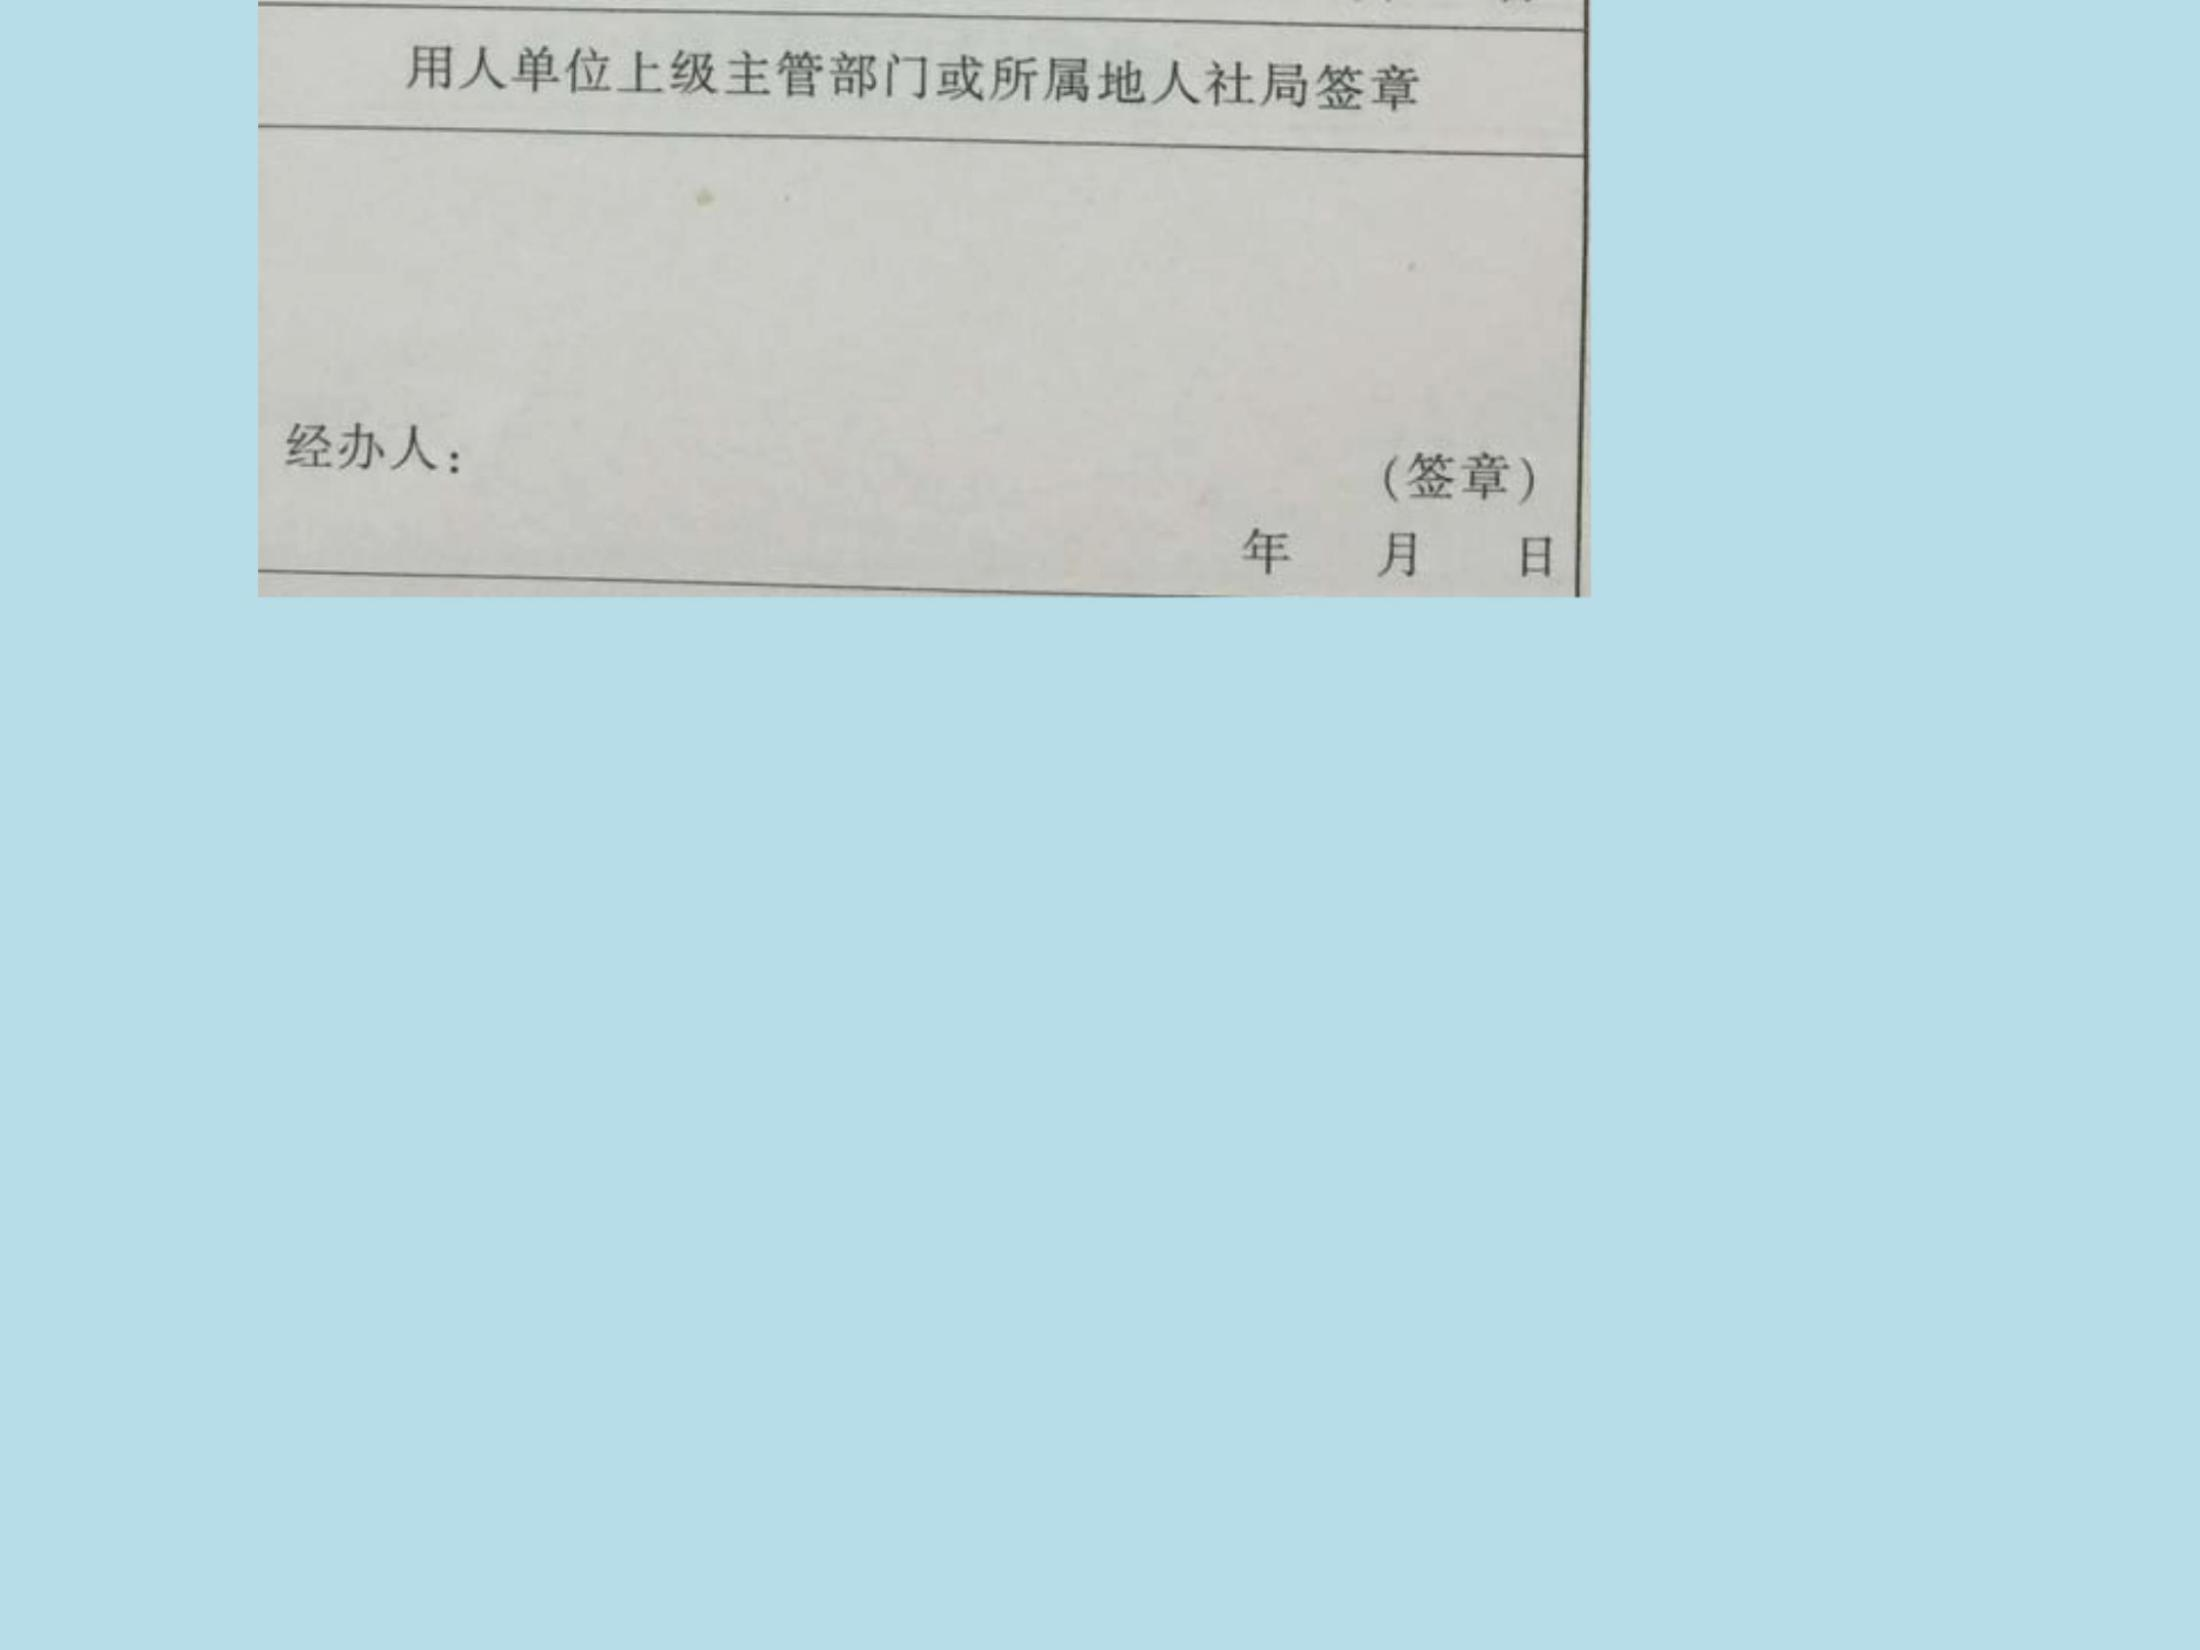 用人单位上级主管部门或所属地人社局签章
经办人：
（签章）
年 月 日